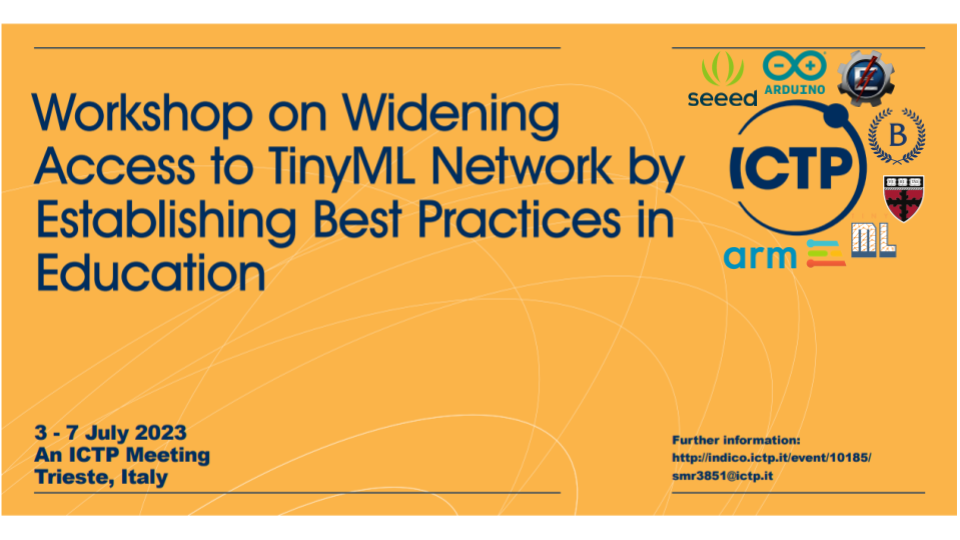 Workshop on Widening
Access to TinyML Network by
Establishing Best Practices in
Education
seeed
ARDUINO
B
ICTP
arm
ML
3 - 7 July 2023
An ICTP Meeting
Trieste, Italy
Further information:
http://indico.ictp.it/event/10185/
smr3851@ictp.it